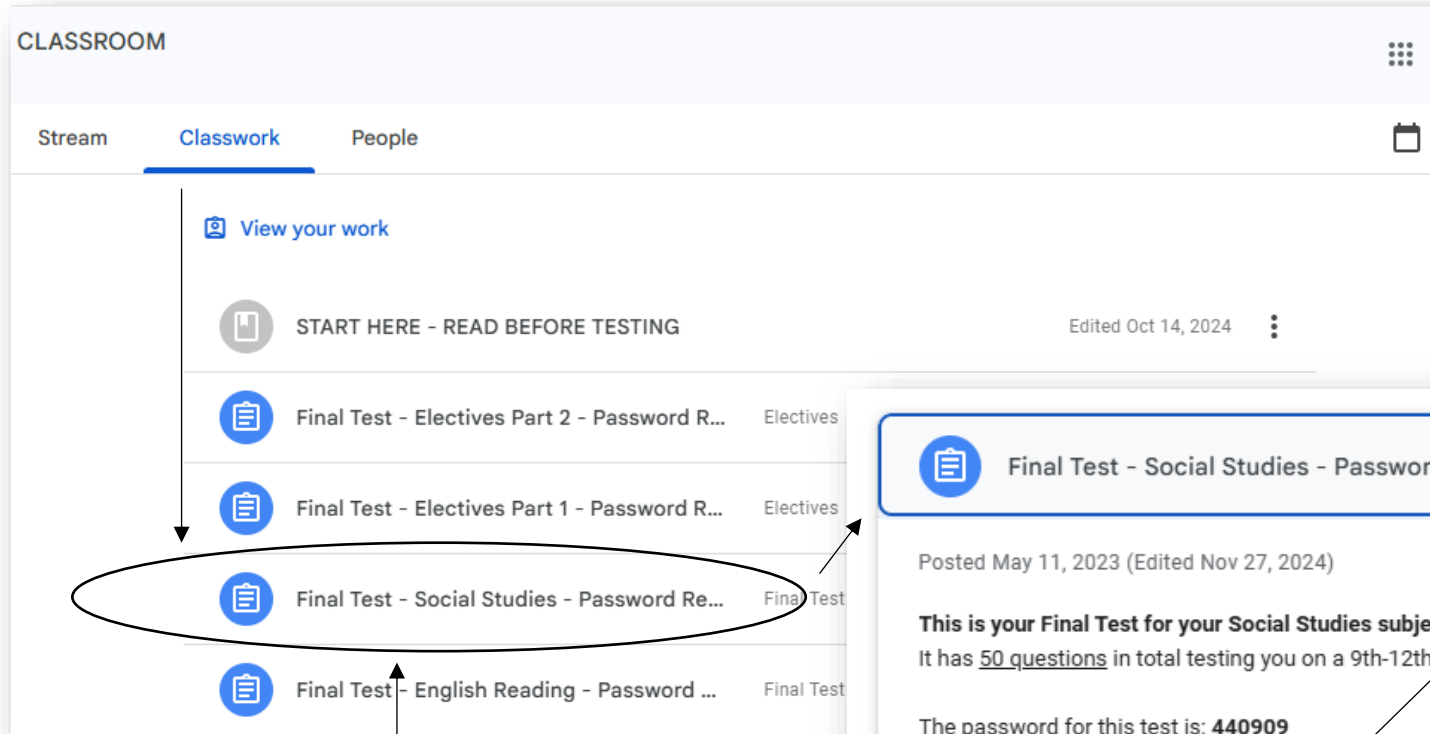 CLASSROOM
Stream Classwork People
View your work
START HERE - READ BEFORE TESTING Edited Oct 14, 2024
Final Test - Electives Part 2 - Password R... Electives
Final Test - Electives Part 1 - Password R... Electives
Final Test - Social Studies - Password Re... Final Test
Final Test - English Reading - Password ... Final Test
Final Test - Social Studies - Passwor
Posted May 11, 2023 (Edited Nov 27, 2024)
This is your Final Test for your Social Studies subje
It has 50 questions in total testing you on a 9th-12th
The password for this test is: 440909